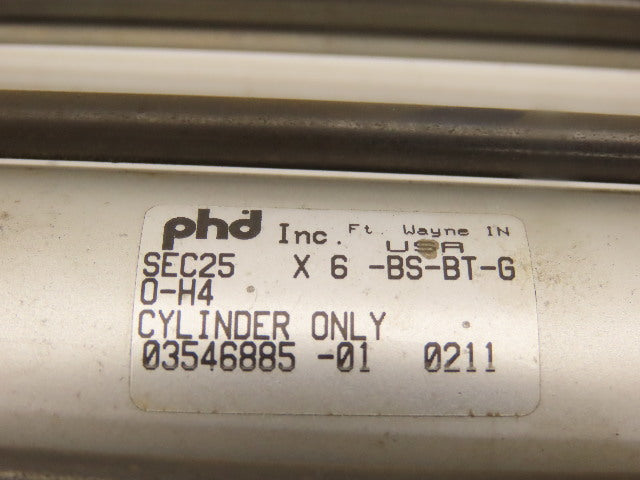 phd Inc. Ft. Wayne IN
USA
SEC25 X 6 -BS-BT-G
O-H4
CYLINDER ONLY
03546885 -01 0211